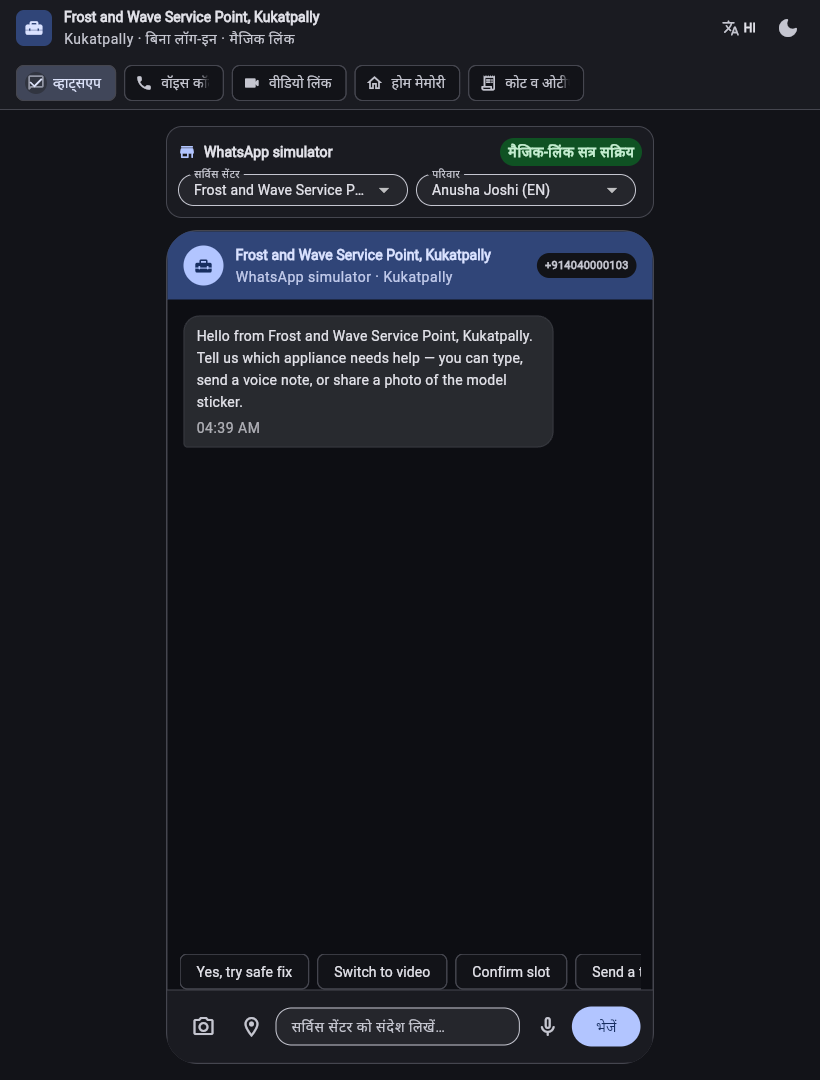 Frost and Wave Service Point, Kukatpally
Kukatpally · बिना लॉग-इन · मैजिक लिंक
HI
व्हाट्सएप
वॉइस
वीडियो लिंक
होम मेमोरी
कोट व ओटी
WhatsApp simulator
मैजिक-लिंक सत्र सक्रिय
सर्विस सेंटर
Frost and Wave Service P...
परिवार
Anusha Joshi (EN)
Frost and Wave Service Point, Kukatpally
WhatsApp simulator · Kukatpally
+914040000103
Hello from Frost and Wave Service Point, Kukatpally.
Tell us which appliance needs help — you can type,
send a voice note, or share a photo of the model
sticker.
04:39 AM
Yes, try safe fix
Switch to video
Confirm slot
Send a
सर्विस सेंटर को संदेश लिखें…
भेजें